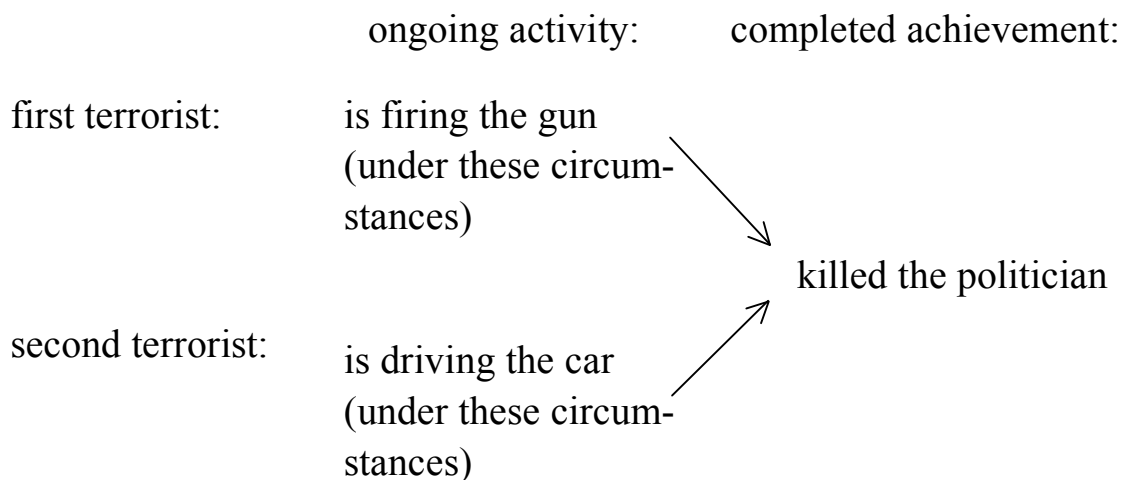 ongoing activity: completed achievement:
first terrorist: is firing the gun
(under these circum-
stances)
killed the politician
second terrorist: is driving the car
(under these circum-
stances)